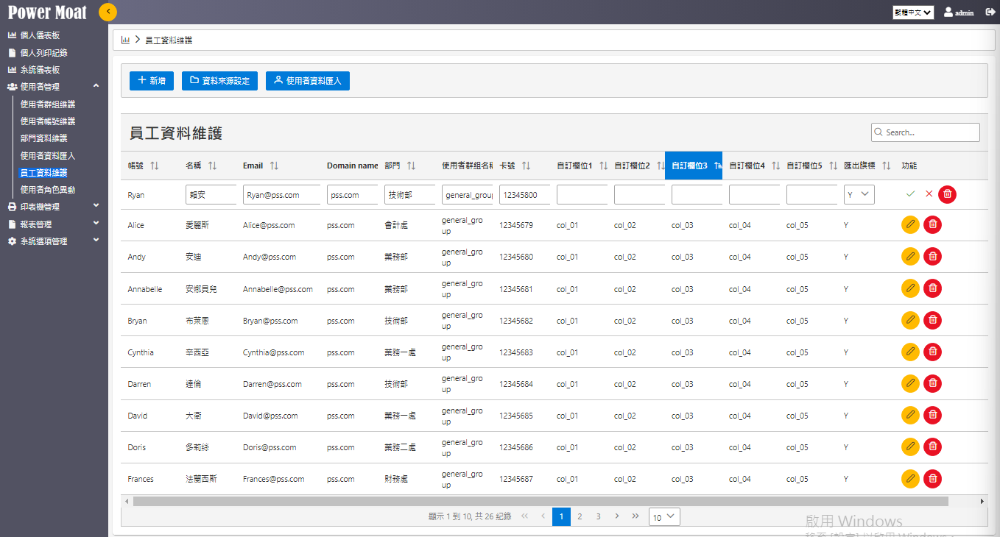 Power Moat
繁體中文 admin
個人儀表板
個人列印紀錄
系統儀表板
使用者管理
使用者群組維護
使用者帳號維護
部門資料維護
使用者資料匯入
員工資料維護
使用者角色異動
印表機管理
報表管理
系統選項管理
員工資料維護
新增 資料來源設定 使用者資料匯入
員工資料維護 Search...
帳號 名稱 Email Domain name 部門 使用者群組名稱 卡號 自訂欄位1 自訂欄位2 自訂欄位3 自訂欄位4 自訂欄位5 匯出旗標 功能
Ryan 賴安 Ryan@pss.com pss.com 技術部 general_group 12345800 Y
Alice 愛麗斯 Alice@pss.com pss.com 會計處 general_group 12345679 col_01 col_02 col_03 col_04 col_05 Y
Andy 安迪 Andy@pss.com pss.com 業務部 general_group 12345680 col_01 col_02 col_03 col_04 col_05 Y
Annabelle 安娜貝兒 Annabelle@pss.com pss.com 業務部 general_group 12345681 col_01 col_02 col_03 col_04 col_05 Y
Bryan 布萊恩 Bryan@pss.com pss.com 技術部 general_group 12345682 col_01 col_02 col_03 col_04 col_05 Y
Cynthia 辛西亞 Cynthia@pss.com pss.com 業務一處 general_group 12345683 col_01 col_02 col_03 col_04 col_05 Y
Darren 達倫 Darren@pss.com pss.com 技術部 general_group 12345684 col_01 col_02 col_03 col_04 col_05 Y
David 大衛 David@pss.com pss.com 業務一處 general_group 12345685 col_01 col_02 col_03 col_04 col_05 Y
Doris 多莉絲 Doris@pss.com pss.com 業務二處 general_group 12345686 col_01 col_02 col_03 col_04 col_05 Y
Frances 法蘭西斯 Frances@pss.com pss.com 財務處 general_group 12345687 col_01 col_02 col_03 col_04 col_05 Y
顯示 1 到 10, 共 26 紀錄 1 2 3 10
啟用 Windows
移至 [設定] 以啟用 Windows。